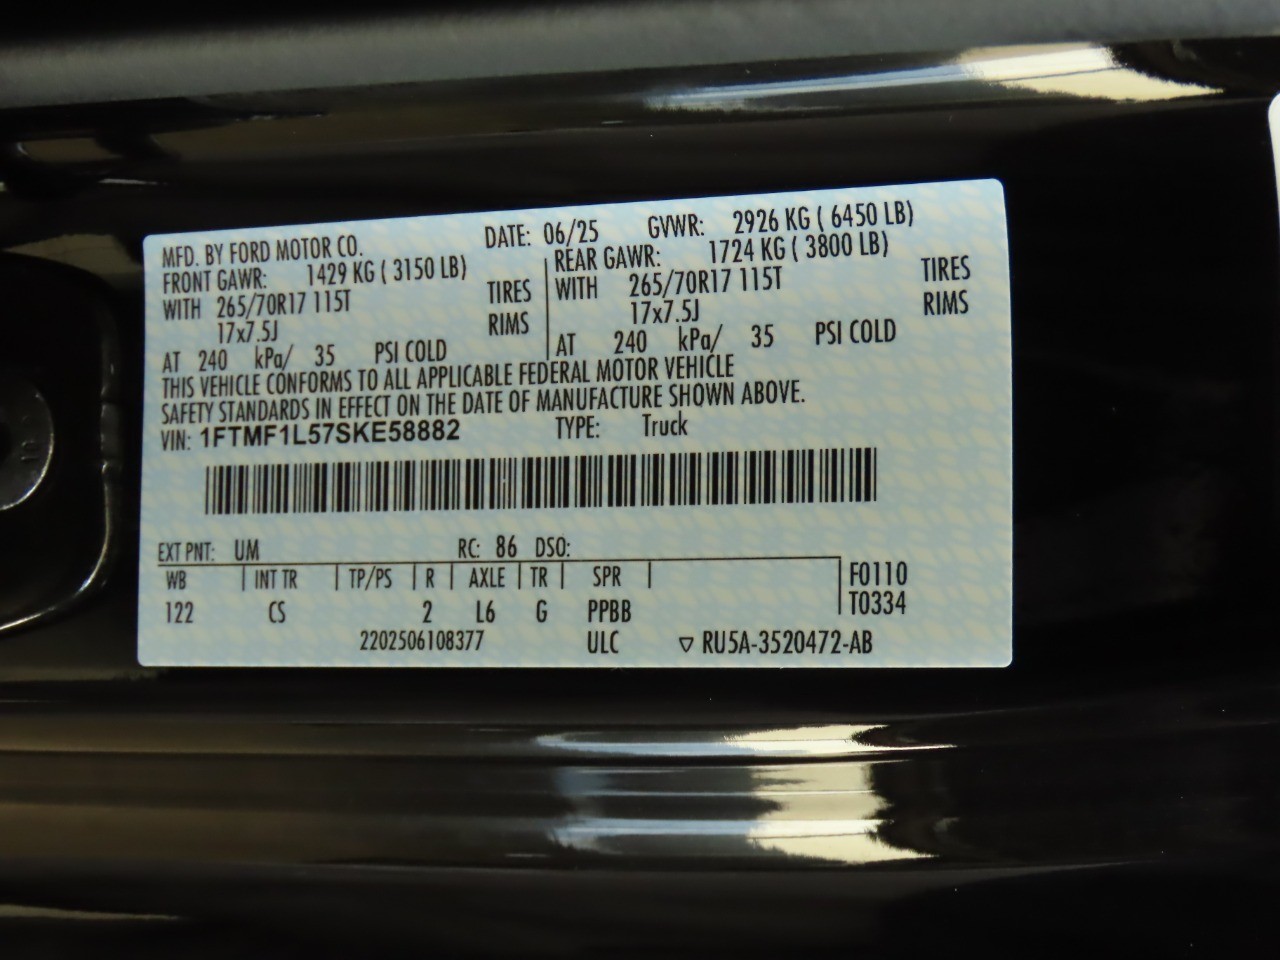 MFD. BY FORD MOTOR CO. DATE: 06/25 GVWR: 2926 KG ( 6450 LB)
FRONT GAWR: 1429 KG ( 3150 LB) REAR GAWR: 1724 KG ( 3800 LB)
WITH 265/70R17 115T TIRES WITH 265/70R17 115T TIRES
17x7.5J RIMS 17x7.5J RIMS
AT 240 kPa/ 35 PSI COLD AT 240 kPa/ 35 PSI COLD
THIS VEHICLE CONFORMS TO ALL APPLICABLE FEDERAL MOTOR VEHICLE
SAFETY STANDARDS IN EFFECT ON THE DATE OF MANUFACTURE SHOWN ABOVE.
VIN: 1FTMF1L57SKE58882 TYPE: Truck
EXT PNT: UM RC: 86 DSO:
WB INT TR TP/PS R AXLE TR SPR F0110
122 CS 2 L6 G PPBB T0334
2202506108377 ULC ▽ RU5A-3520472-AB